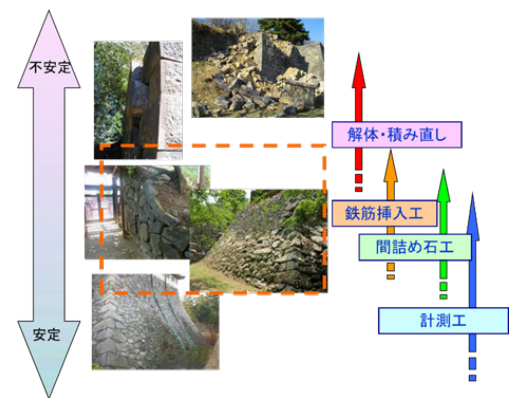 不安定
解体・積み直し
鉄筋挿入工
間詰め石工
計測工
安定